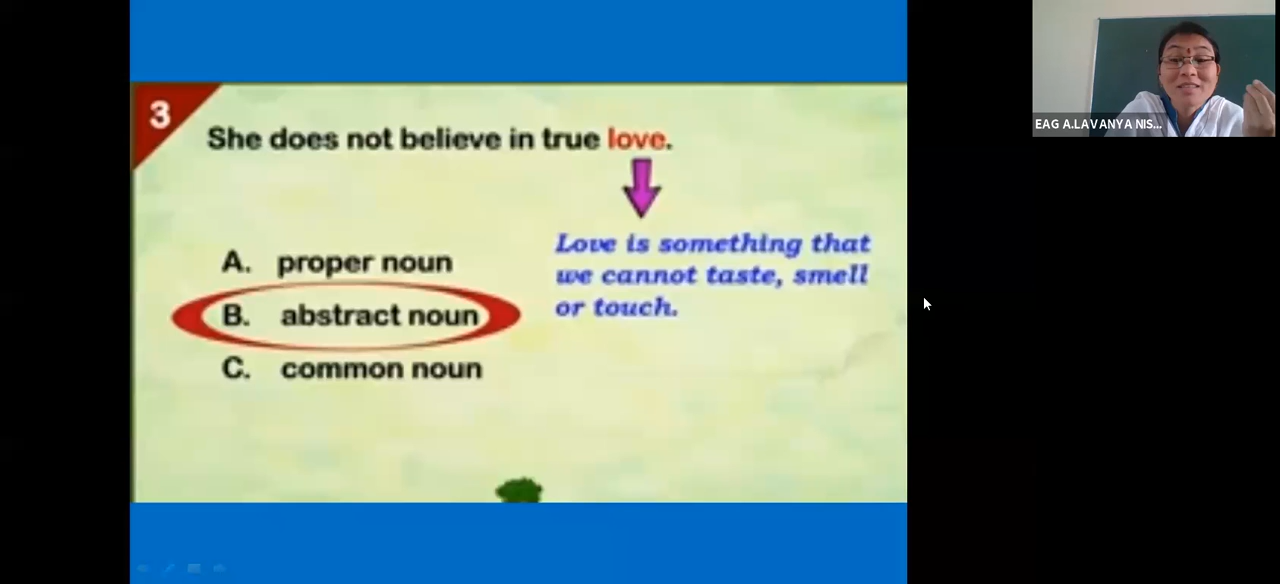 3
She does not believe in true love.
Love is something that
we cannot taste, smell
or touch.
A. proper noun
B. abstract noun
C. common noun
EAG A.LAVANYA NIS...